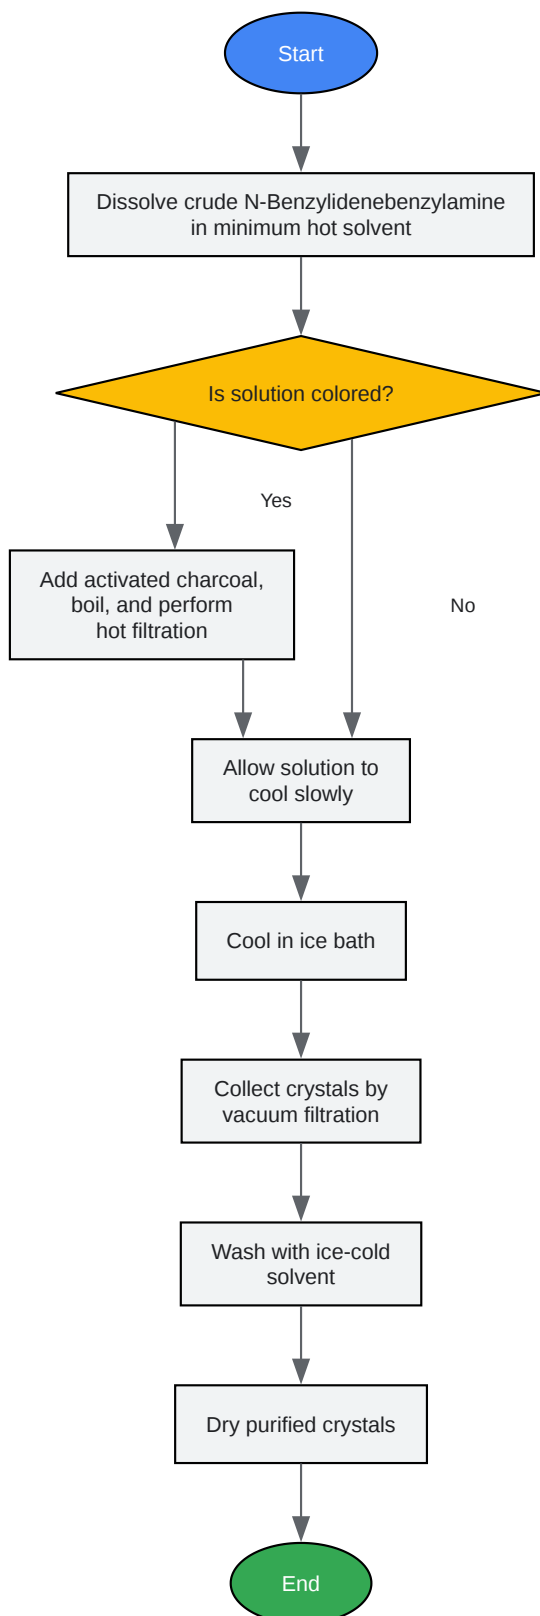 Start
Dissolve crude N-Benzylidenebenzylamine
in minimum hot solvent
Is solution colored?
Yes
Add activated charcoal,
boil, and perform
hot filtration
No
Allow solution to
cool slowly
Cool in ice bath
Collect crystals by
vacuum filtration
Wash with ice-cold
solvent
Dry purified crystals
End